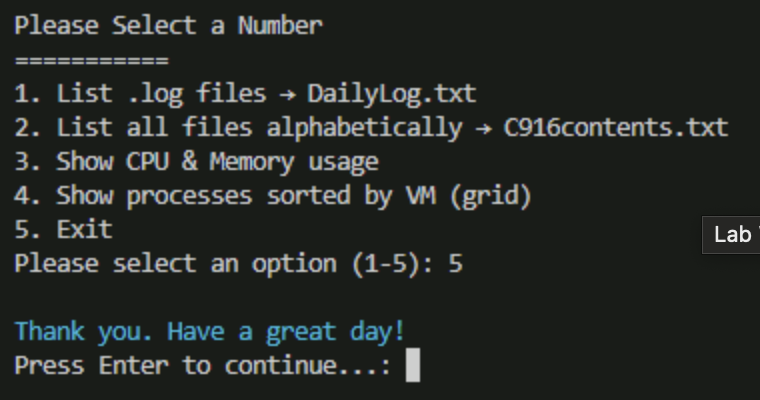 Please Select a Number
===========
1. List .log files → DailyLog.txt
2. List all files alphabetically → C916contents.txt
3. Show CPU & Memory usage
4. Show processes sorted by VM (grid)
5. Exit
Lab
Please select an option (1-5): 5
Thank you. Have a great day!
Press Enter to continue...: